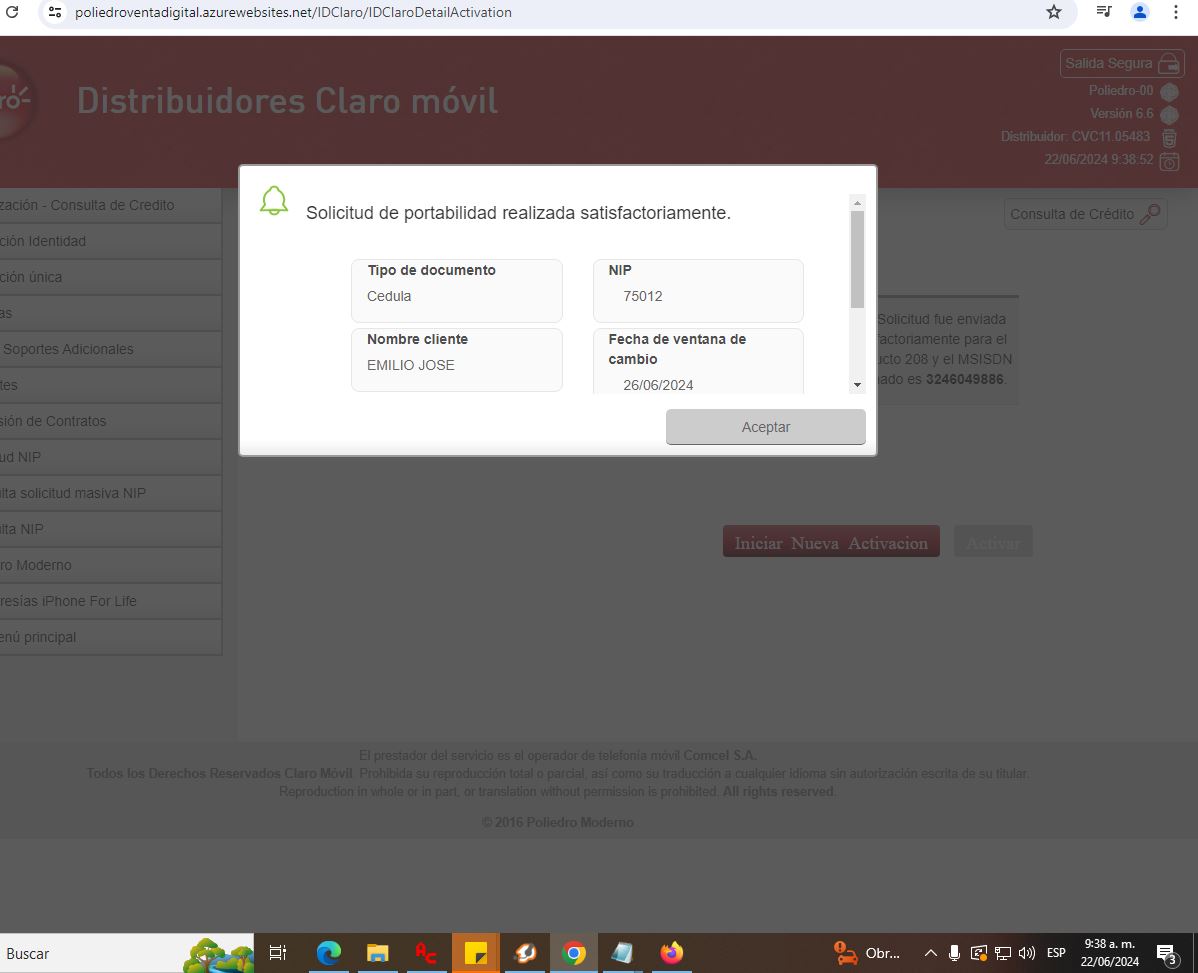 poliedroventadigital.azurewebsites.net/IDClaro/IDClaroDetailActivation
Distribuidores Claro móvil
Salida Segura
Poliedro-00
Versión 6.6
Distribuidor: CVC11.05483
22/06/2024 9:38:52
Consulta de Crédito
zación - Consulta de Credito
ción Identidad
ción única
as
Soportes Adicionales
tes
sión de Contratos
ud NIP
lta solicitud masiva NIP
lta NIP
ro Moderno
resías iPhone For Life
enú principal
Solicitud de portabilidad realizada satisfactoriamente.
Tipo de documento
Cedula
NIP
75012
Nombre cliente
EMILIO JOSE
Fecha de ventana de
cambio
26/06/2024
Aceptar
Solicitud fue enviada
factoriamente para el
ucto 208 y el MSISDN
ado es 3246049886.
Iniciar Nueva Activacion
Activar
El prestador del servicio es el operador de telefonía móvil Comcel S.A.
Todos los Derechos Reservados Claro Móvil. Prohibida su reproducción total o parcial, así como su traducción a cualquier idioma sin autorización escrita de su titular.
Reproduction in whole or in part, or translation without permission is prohibited. All rights reserved.
© 2016 Poliedro Moderno
Buscar
Obr...
ESP
9:38 a. m.
22/06/2024
3